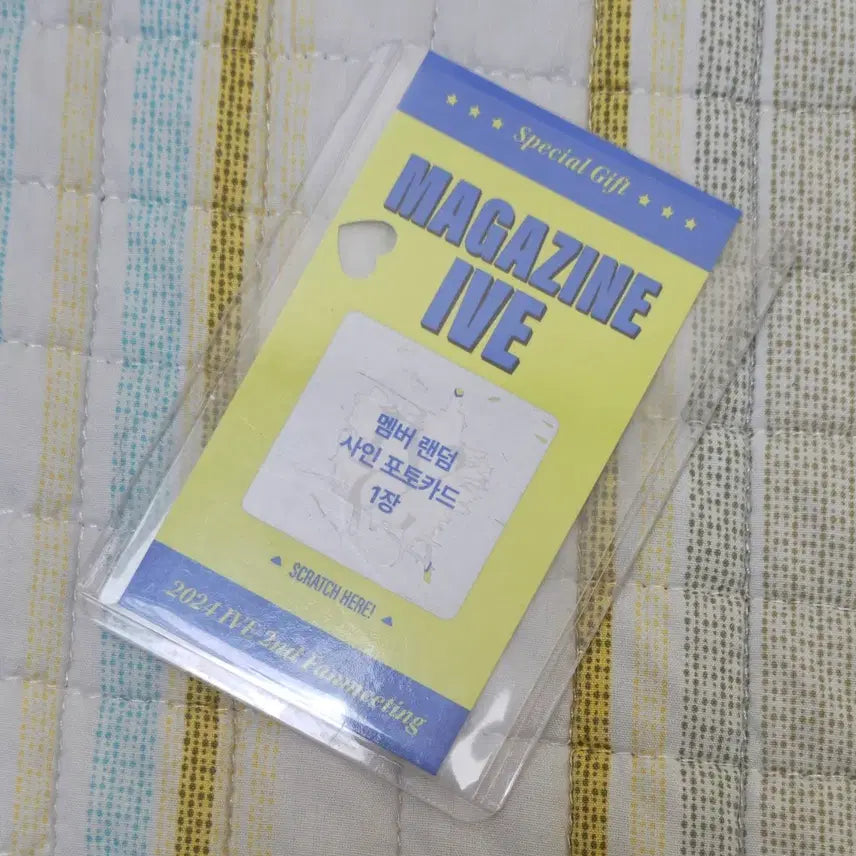 ★ ★ ★ Special Gift ★ ★ ★
MAGAZINE
IVE
멤버 랜덤
사인 포토카드
1장
▲ SCRATCH HERE! ▲
2024 IVE 2nd Fanmeeting